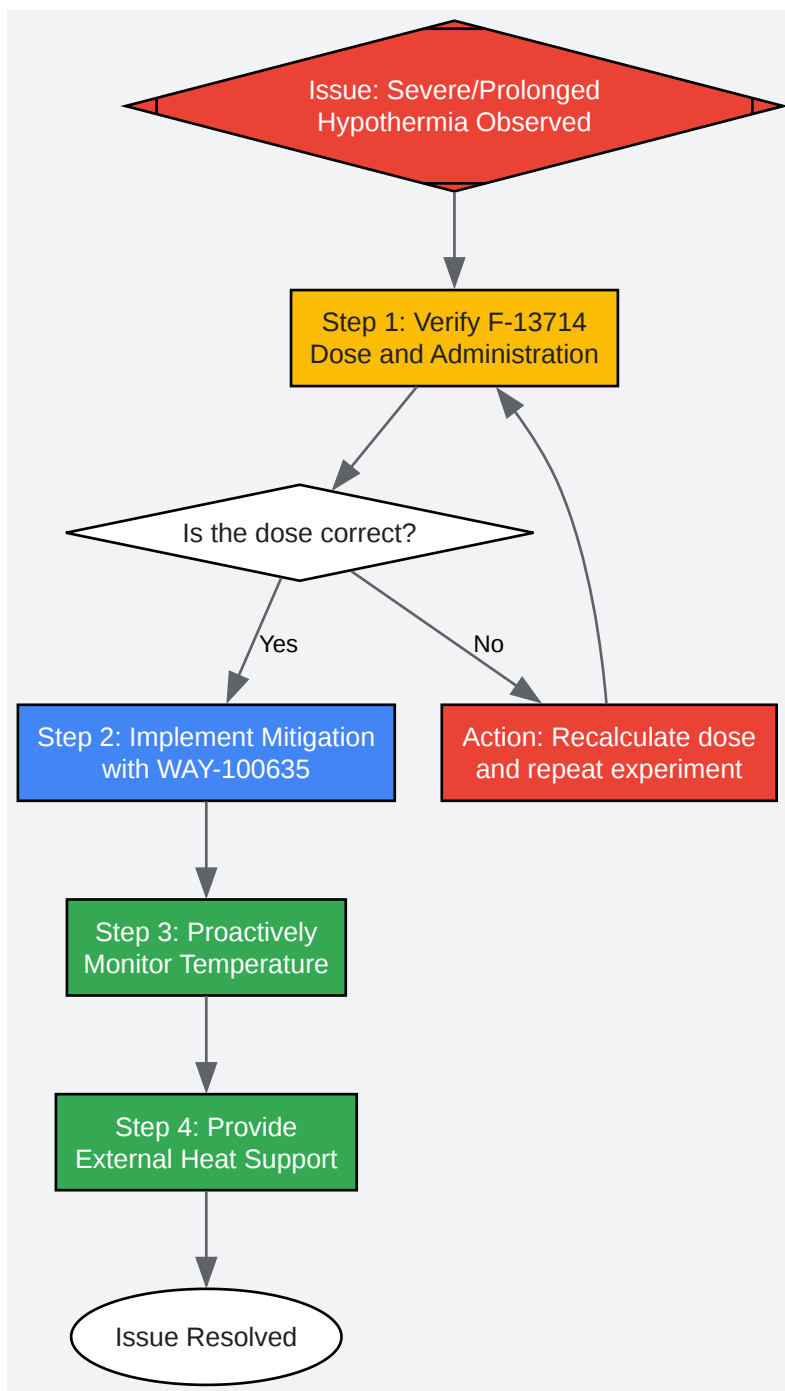 Issue: Severe/Prolonged
Hypothermia Observed
Step 1: Verify F-13714
Dose and Administration
Is the dose correct?
Yes
No
Step 2: Implement Mitigation
with WAY-100635
Action: Recalculate dose
and repeat experiment
Step 3: Proactively
Monitor Temperature
Step 4: Provide
External Heat Support
Issue Resolved